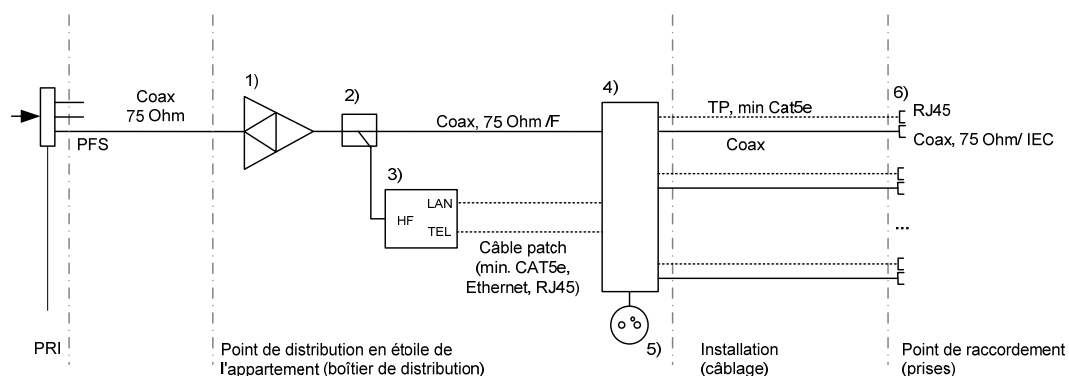 Coax
75 Ohm
PFS
1)
2)
Coax, 75 Ohm /F
3)
LAN
HF
TEL
Câble patch
(min. CAT5e,
Ethernet, RJ45)
4)
5)
TP, min Cat5e
Coax
6)
RJ45
Coax, 75 Ohm/ IEC
...
PRI
Point de distribution en étoile de
l'appartement (boîtier de distribution)
Installation
(câblage)
Point de raccordement
(prises)